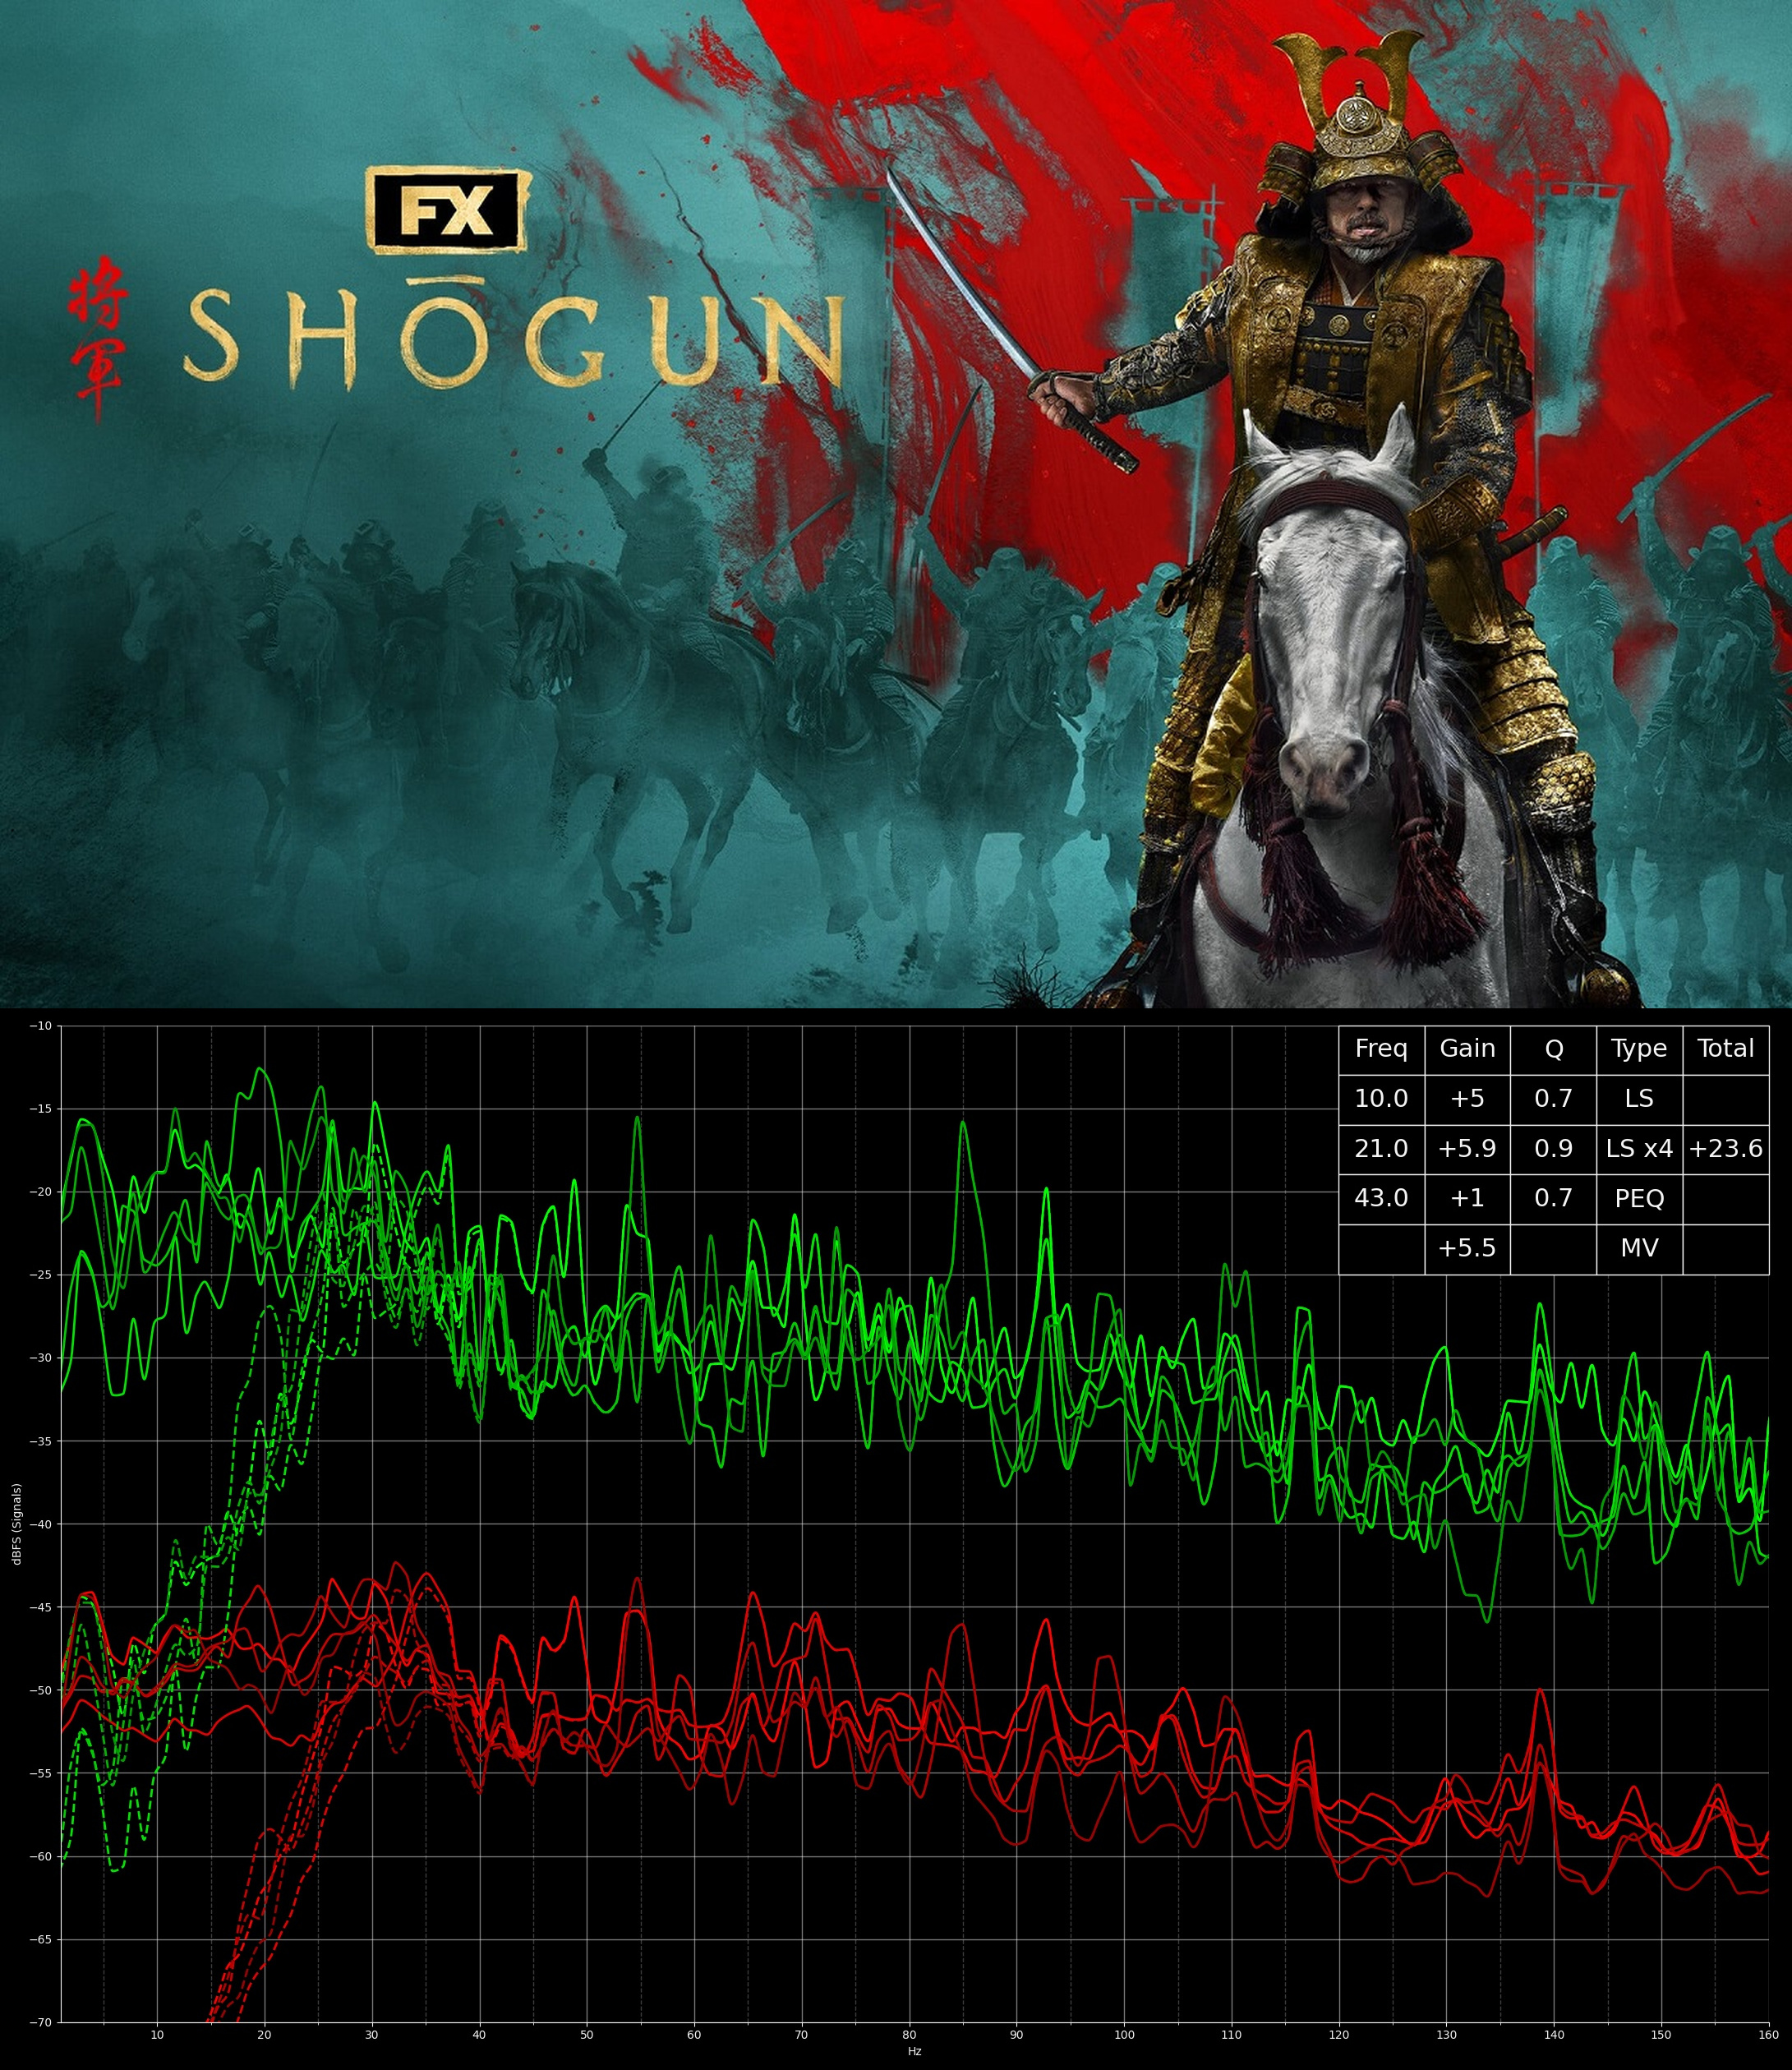 FX
将軍
SHŌGUN
Freq Gain Q Type Total
10.0 +5 0.7 LS
21.0 +5.9 0.9 LS x4 +23.6
43.0 +1 0.7 PEQ
+5.5 MV
−10
−15
−20
−25
−30
−35
−40
−45
−50
−55
−60
−65
−70
dBFS (Signals)
10 20 30 40 50 60 70 80 90 100 110 120 130 140 150 160
Hz